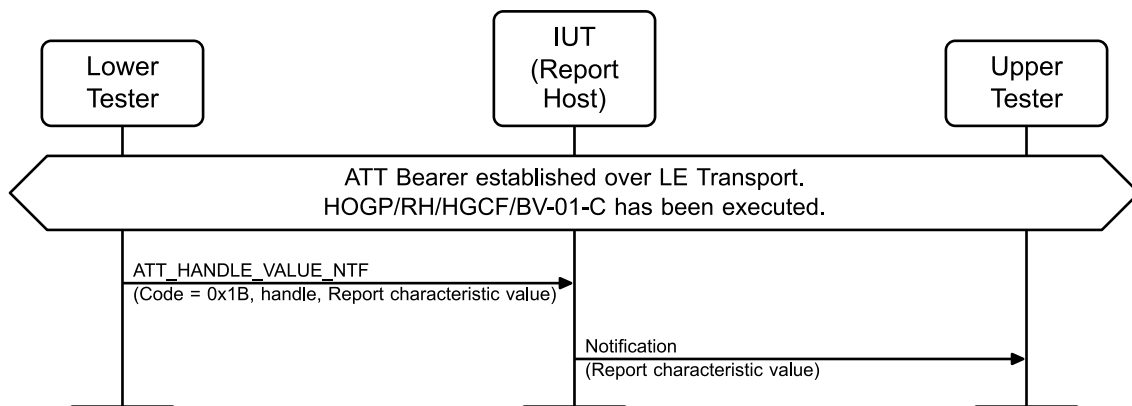 Lower
Tester
IUT
(Report
Host)
Upper
Tester
ATT Bearer established over LE Transport.
HOGP/RH/HGCF/BV-01-C has been executed.
ATT_HANDLE_VALUE_NTF
(Code = 0x1B, handle, Report characteristic value)
Notification
(Report characteristic value)